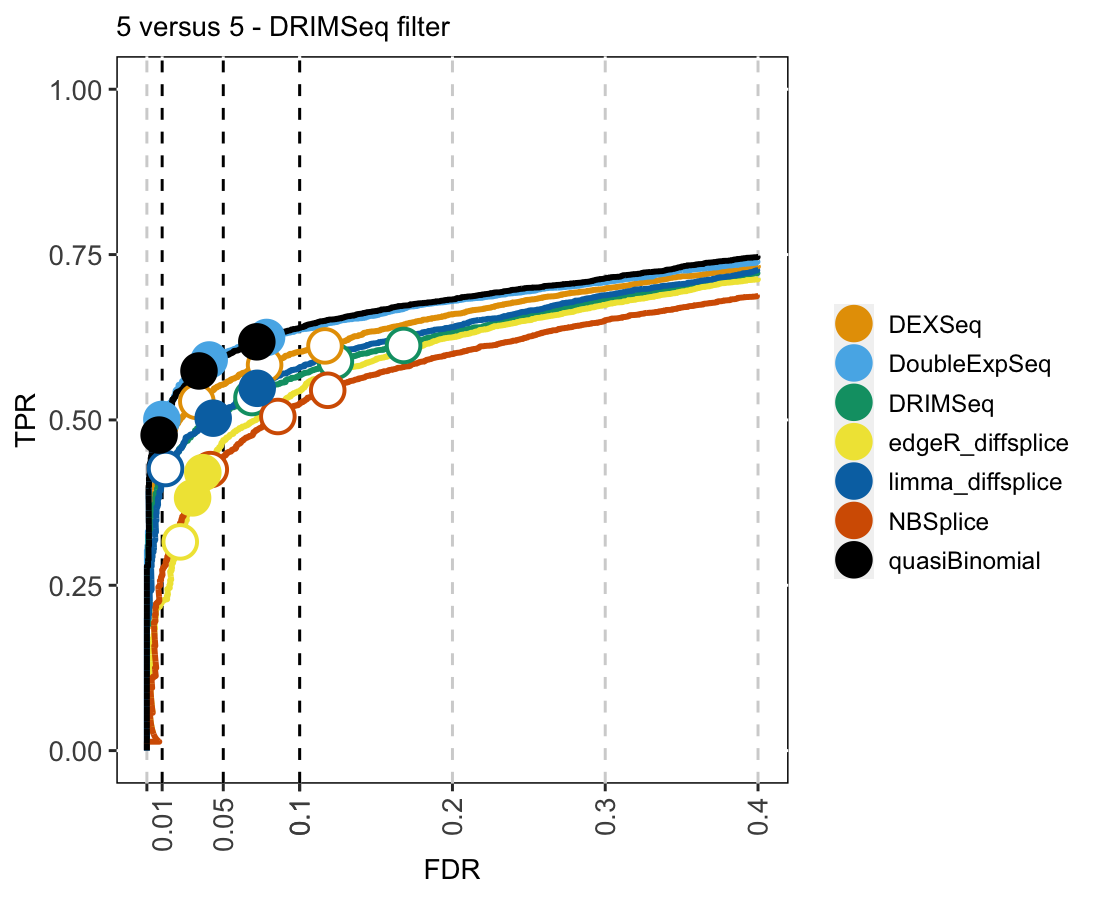 5 versus 5 - DRIMSeq filter
1.00
0.75
0.50
0.25
0.00
TPR
0.01
0.05
0.1
0.2
0.3
0.4
FDR
DEXSeq
DoubleExpSeq
DRIMSeq
edgeR_diffsplice
limma_diffsplice
NBSplice
quasiBinomial